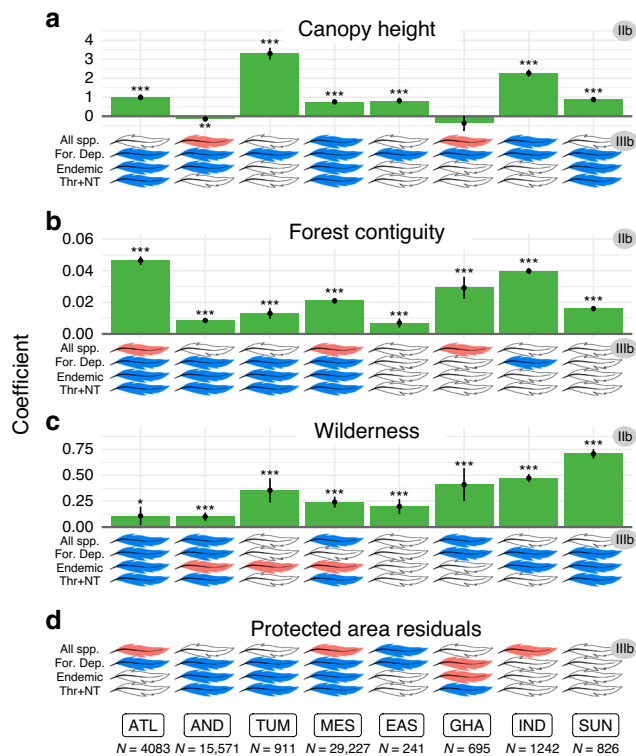 a Canopy height IIb
4
3
2
1
0
*** ** *** *** *** *** ***
All spp. IIIb
For. Dep.
Endemic
Thr+NT
b Forest contiguity IIb
0.06
0.04
0.02
0.00
*** *** *** *** *** *** *** ***
All spp. IIIb
For. Dep.
Endemic
Thr+NT
Coefficient
c Wilderness IIb
0.75
0.50
0.25
0.00
* *** *** *** *** *** *** ***
All spp. IIIb
For. Dep.
Endemic
Thr+NT
d Protected area residuals
All spp. IIIb
For. Dep.
Endemic
Thr+NT
ATL AND TUM MES EAS GHA IND SUN
N = 4083 N = 15,571 N = 911 N = 29,227 N = 241 N = 695 N = 1242 N = 826